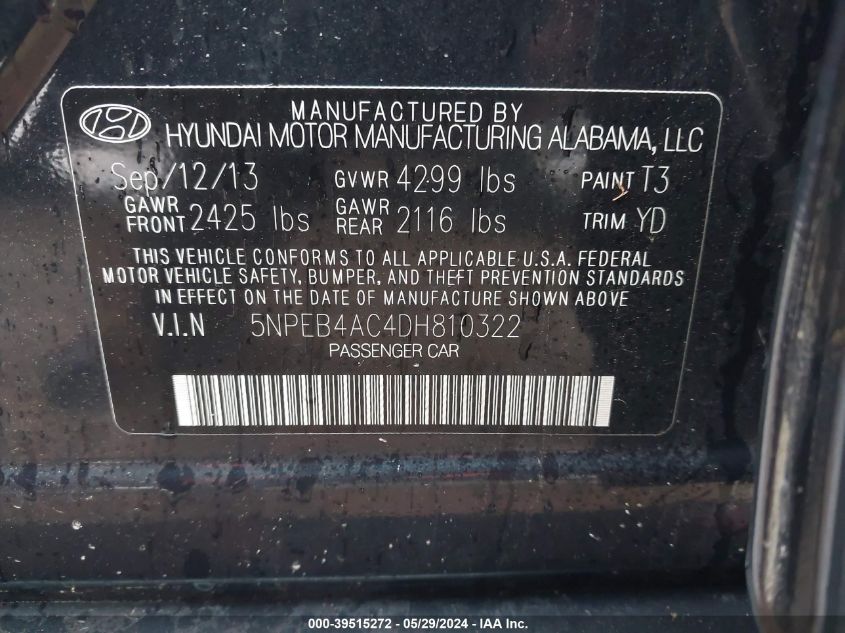 MANUFACTURED BY
HYUNDAI MOTOR MANUFACTURING ALABAMA, LLC
Sep/12/13 GVWR 4299 lbs PAINT T3
GAWR FRONT 2425 lbs GAWR REAR 2116 lbs TRIM YD
THIS VEHICLE CONFORMS TO ALL APPLICABLE U.S.A. FEDERAL
MOTOR VEHICLE SAFETY, BUMPER, AND THEFT PREVENTION STANDARDS
IN EFFECT ON THE DATE OF MANUFACTURE SHOWN ABOVE
V.I.N 5NPEB4AC4DH810322
PASSENGER CAR
000-39515272 - 05/29/2024 - IAA Inc.